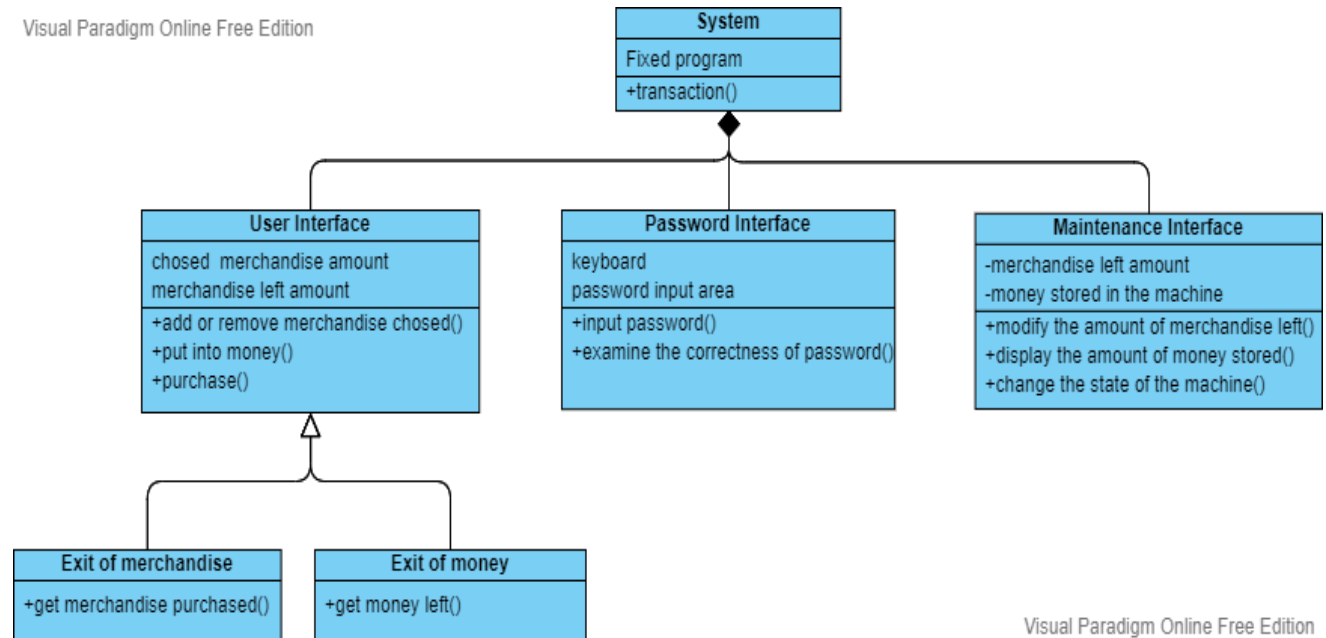 Visual Paradigm Online Free Edition
System
Fixed program
+transaction()
User Interface
chosed merchandise amount
merchandise left amount
+add or remove merchandise chosed()
+put into money()
+purchase()
Password Interface
keyboard
password input area
+input password()
+examine the correctness of password()
Maintenance Interface
-merchandise left amount
-money stored in the machine
+modify the amount of merchandise left()
+display the amount of money stored()
+change the state of the machine()
Exit of merchandise
+get merchandise purchased()
Exit of money
+get money left()
Visual Paradigm Online Free Edition